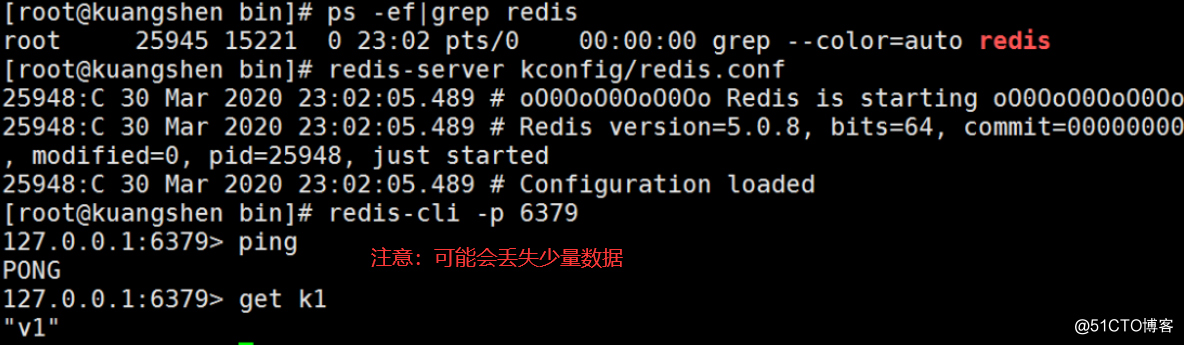 [root@kuangshen bin]# ps -ef|grep redis
root     25945 15221  0 23:02 pts/0    00:00:00 grep --color=auto redis
[root@kuangshen bin]# redis-server kconfig/redis.conf
25948:C 30 Mar 2020 23:02:05.489 # oO0OoO0OoO0Oo Redis is starting oO0OoO0OoO0Oo
25948:C 30 Mar 2020 23:02:05.489 # Redis version=5.0.8, bits=64, commit=00000000
, modified=0, pid=25948, just started
25948:C 30 Mar 2020 23:02:05.489 # Configuration loaded
[root@kuangshen bin]# redis-cli -p 6379
127.0.0.1:6379> ping
注意：可能会丢失少量数据
PONG
127.0.0.1:6379> get k1
"v1"
@51CTO博客